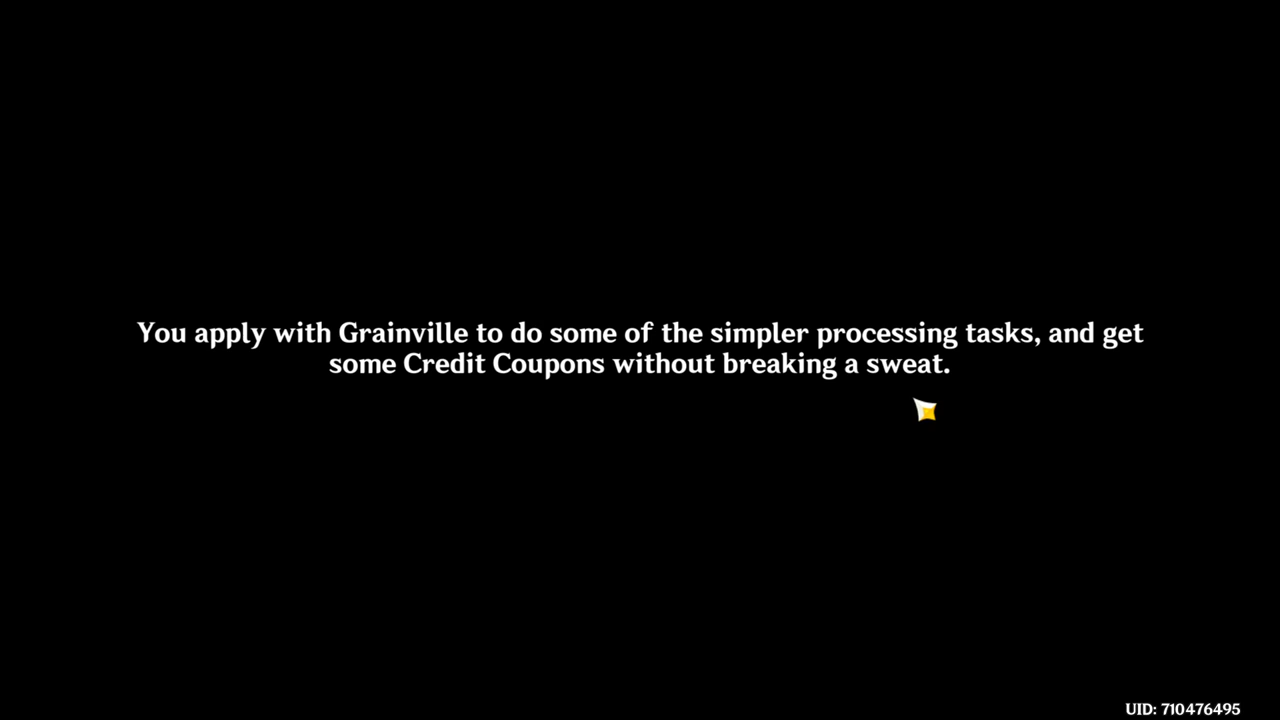 You apply with Grainville to do some of the simpler processing tasks, and get
some Credit Coupons without breaking a sweat.
UID: 710476495